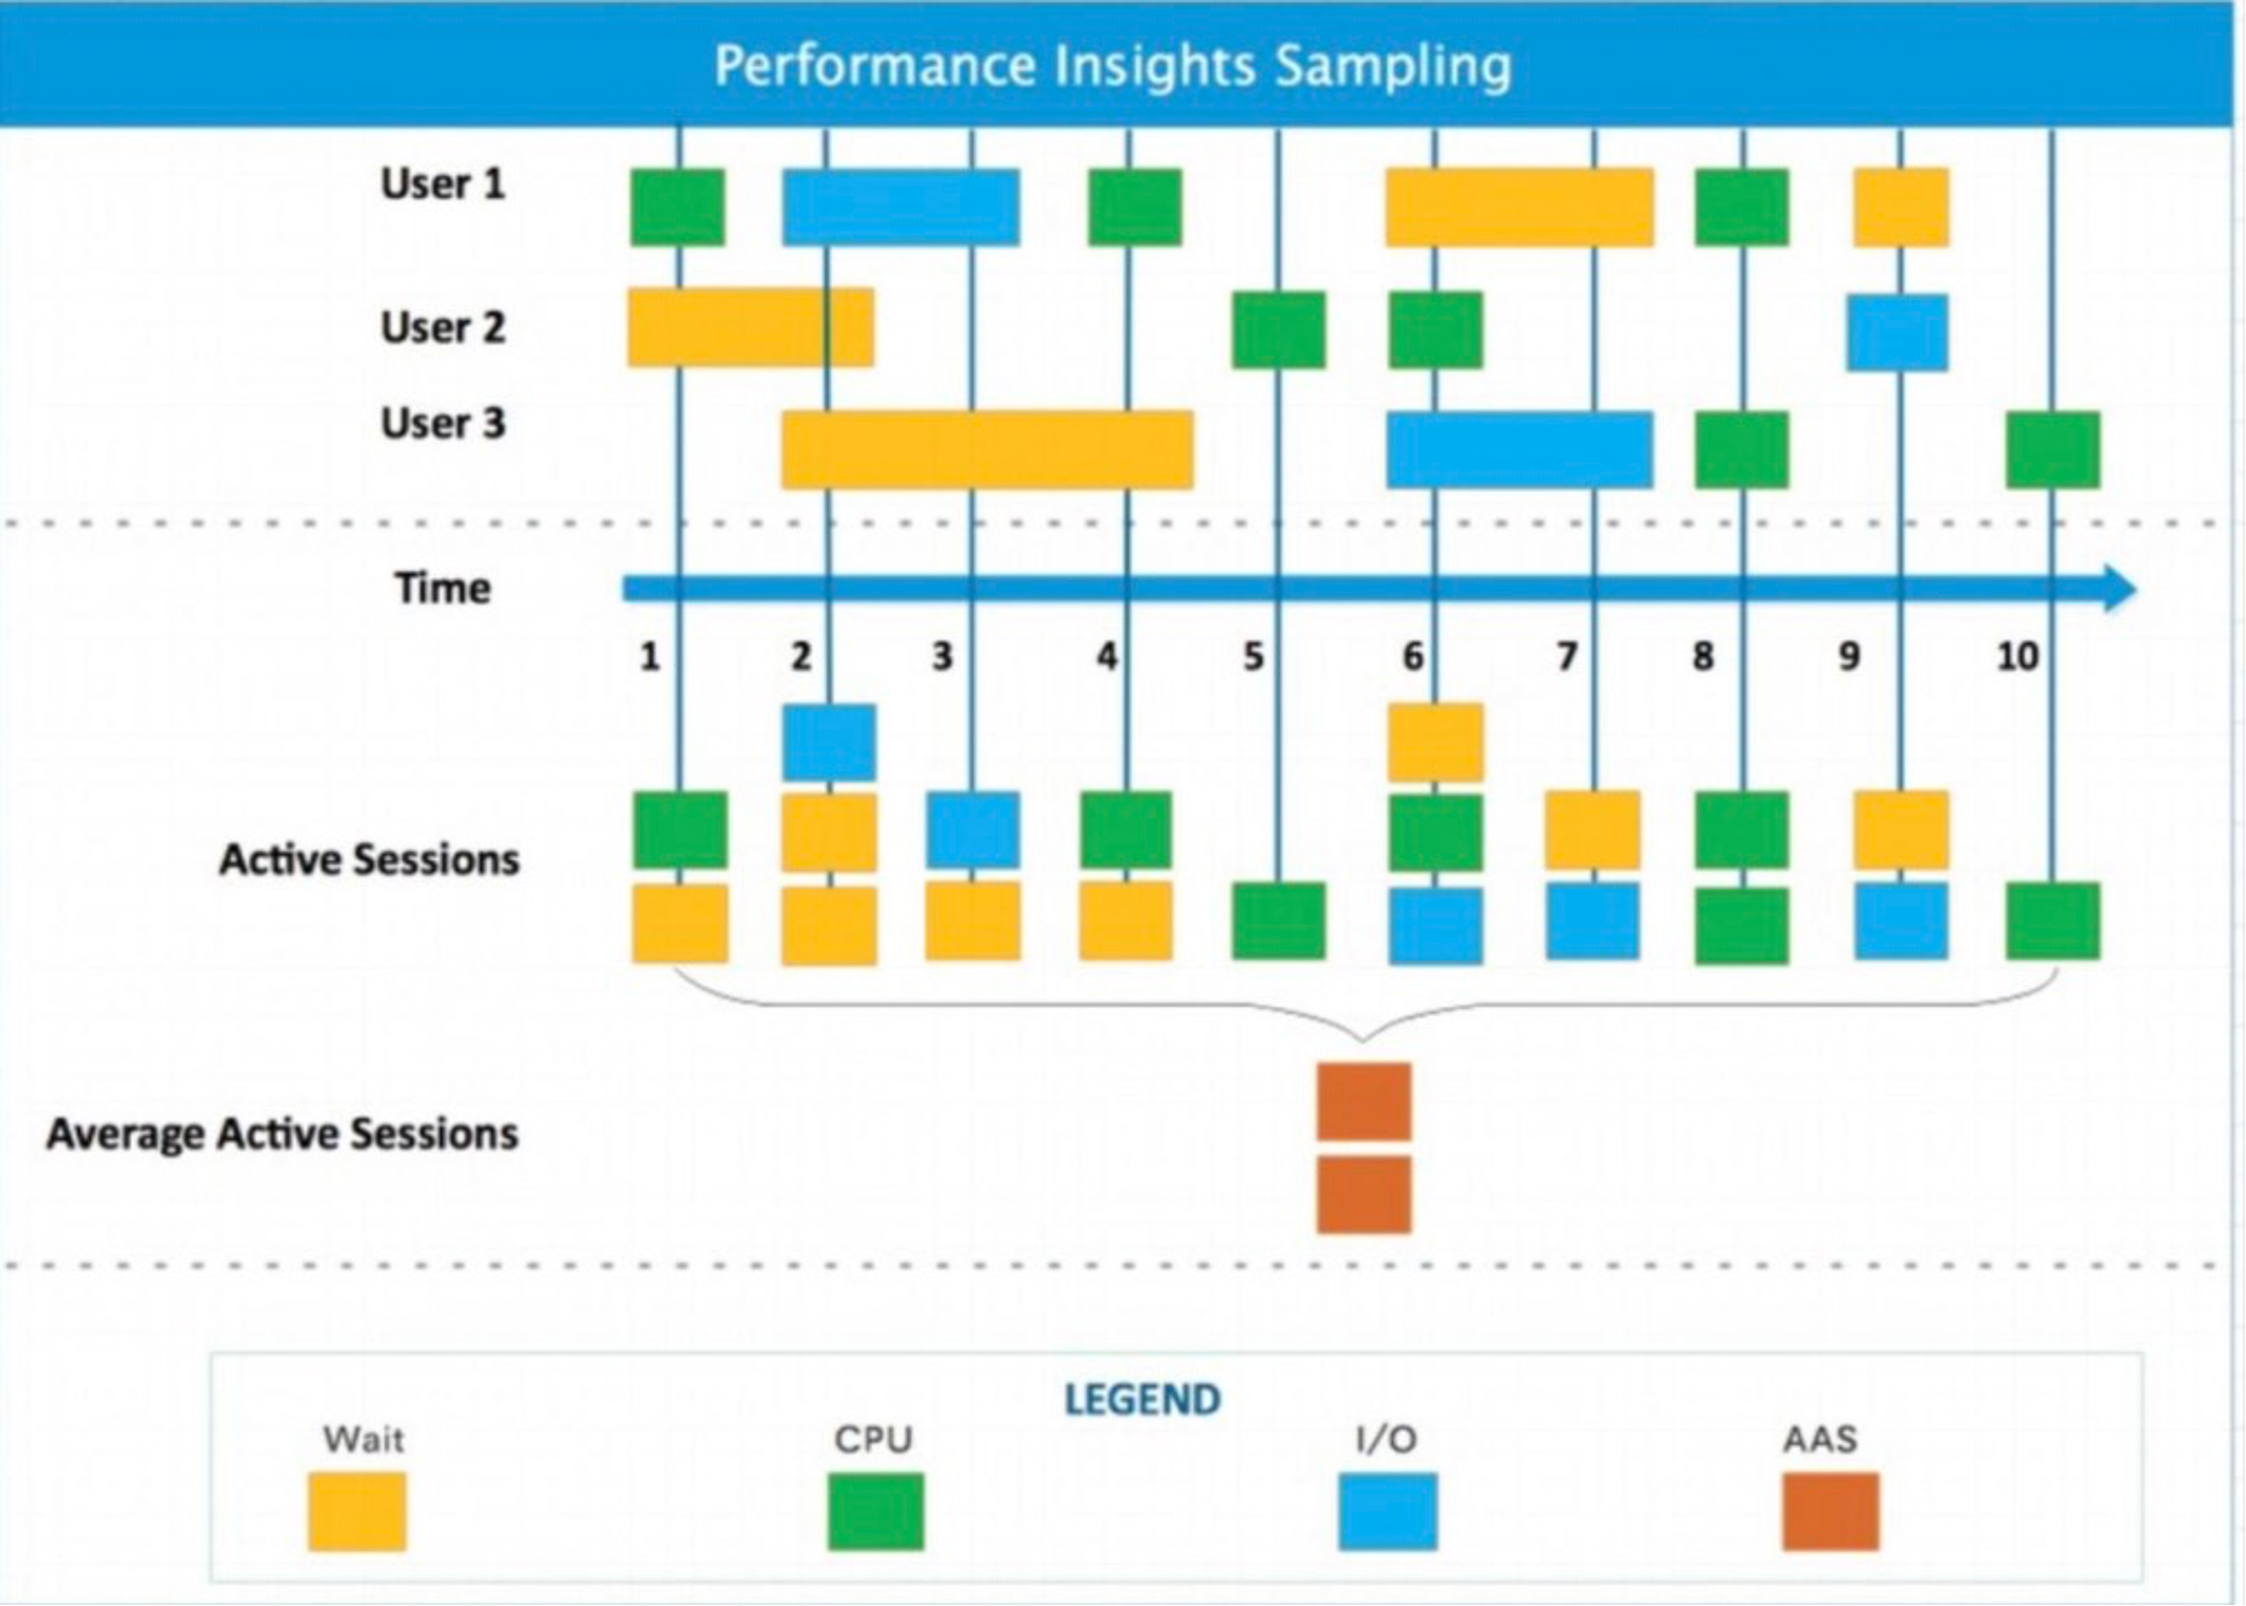 Performance Insights Sampling
User 1
User 2
User 3
Time
1 2 3 4 5 6 7 8 9 10
Active Sessions
Average Active Sessions
LEGEND
Wait CPU I/O AAS